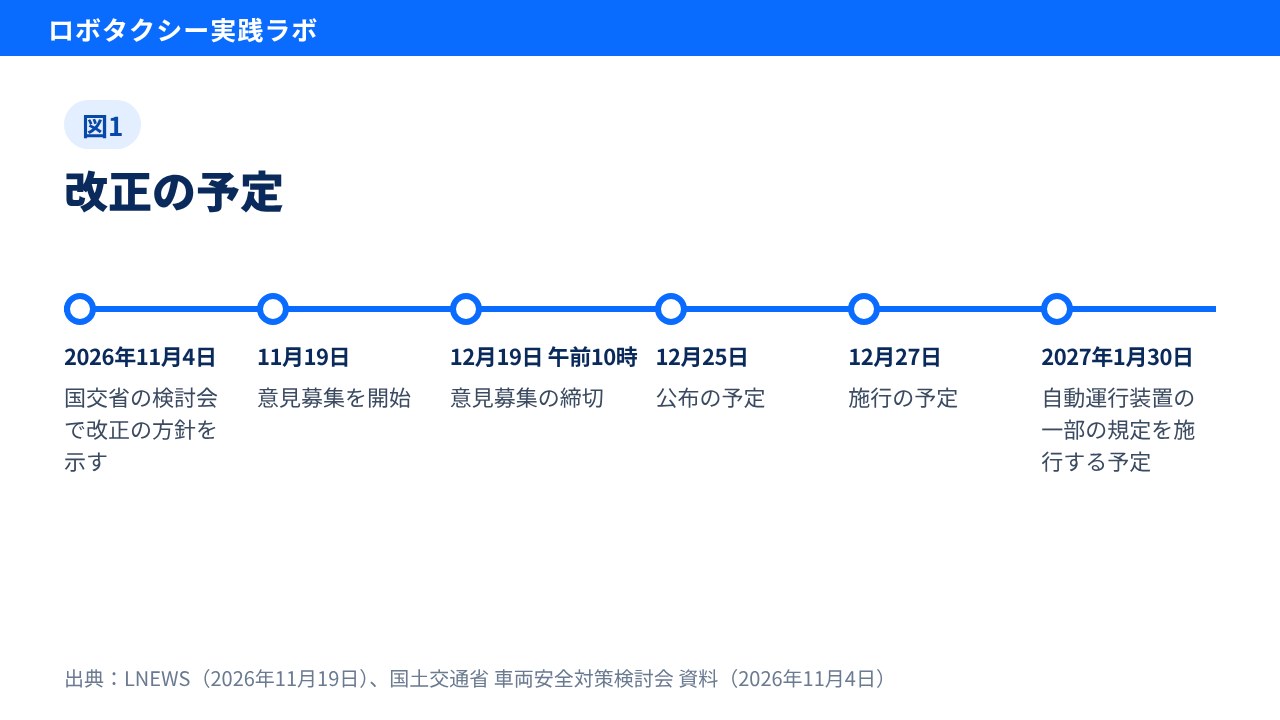 ロボタクシー実践ラボ
図1
改正の予定
2026年11月4日
国交省の検討会
で改正の方針を
示す
11月19日
意見募集を開始
12月19日 午前10時
意見募集の締切
12月25日
公布の予定
12月27日
施行の予定
2027年1月30日
自動運行装置の
一部の規定を施
行する予定
出典：LNEWS（2026年11月19日）、国土交通省 車両安全対策検討会 資料（2026年11月4日）